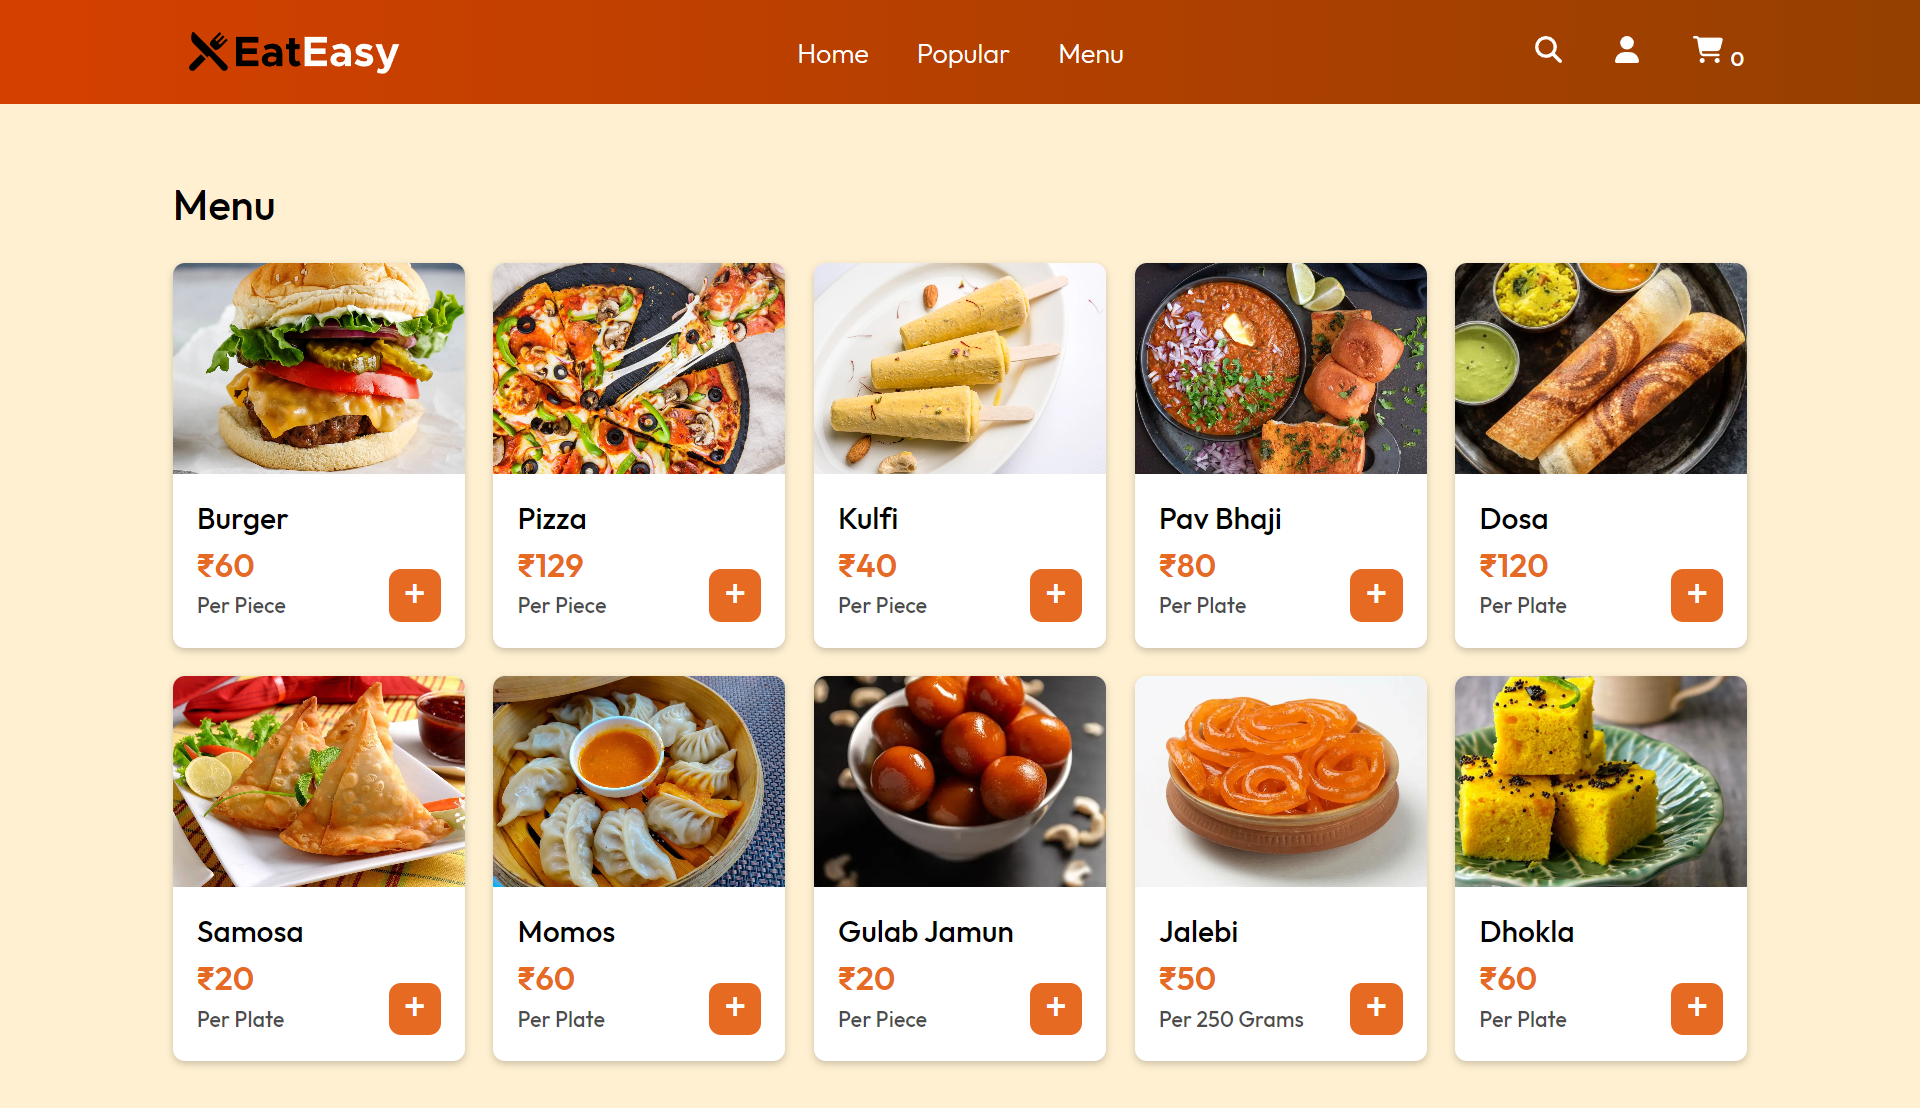 EatEasy
Home Popular Menu
0
Menu
Burger
₹60
Per Piece
+
Pizza
₹129
Per Piece
+
Kulfi
₹40
Per Piece
+
Pav Bhaji
₹80
Per Plate
+
Dosa
₹120
Per Plate
+
Samosa
₹20
Per Plate
+
Momos
₹60
Per Plate
+
Gulab Jamun
₹20
Per Piece
+
Jalebi
₹50
Per 250 Grams
+
Dhokla
₹60
Per Plate
+